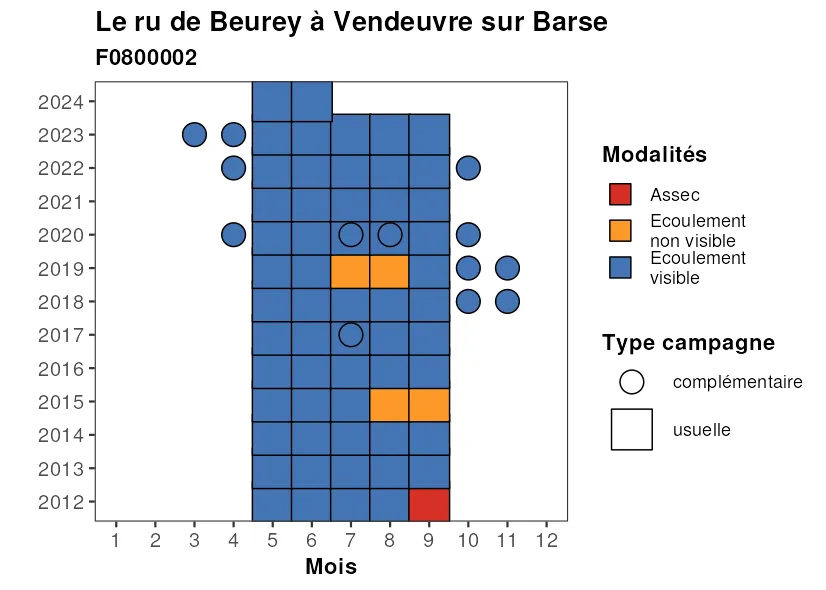 Le ru de Beurey à Vendeuvre sur Barse
F0800002
2024
2023
2022
2021
2020
2019
2018
2017
2016
2015
2014
2013
2012
1 2 3 4 5 6 7 8 9 10 11 12
Mois
Modalités
Assec
Ecoulement
non visible
Ecoulement
visible
Type campagne
complémentaire
usuelle